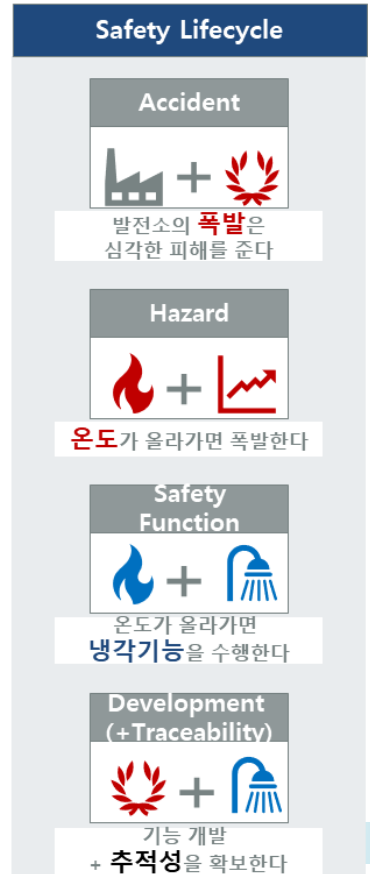 Safety Lifecycle
Accident
발전소의 폭발은
심각한 피해를 준다
Hazard
온도가 올라가면 폭발한다
Safety
Function
온도가 올라가면
냉각기능을 수행한다
Development
(+Traceability)
기능 개발
+ 추적성을 확보한다